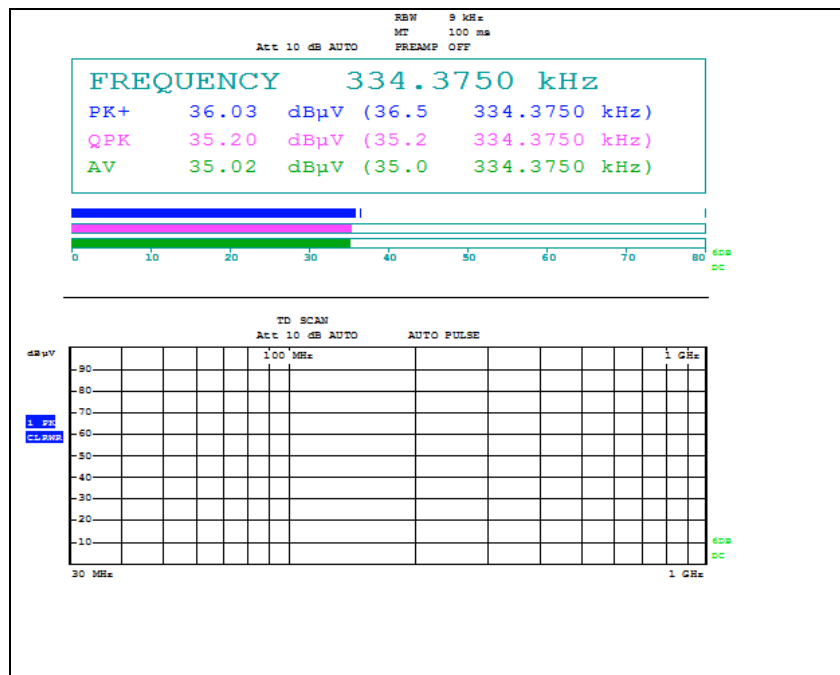 RBW 9 kHz
MT 100 ms
Att 10 dB AUTO PREAMP OFF
FREQUENCY 334.3750 kHz
PK+ 36.03 dBµV (36.5 334.3750 kHz)
QPK 35.20 dBµV (35.2 334.3750 kHz)
AV 35.02 dBµV (35.0 334.3750 kHz)
0 10 20 30 40 50 60 70 80
6DB
DC
TD SCAN
Att 10 dB AUTO AUTO PULSE
dBµV
100 MHz 1 GHz
90
80
70
1 PK
60
CLRWR
50
40
30
20
10
6DB
DC
30 MHz 1 GHz